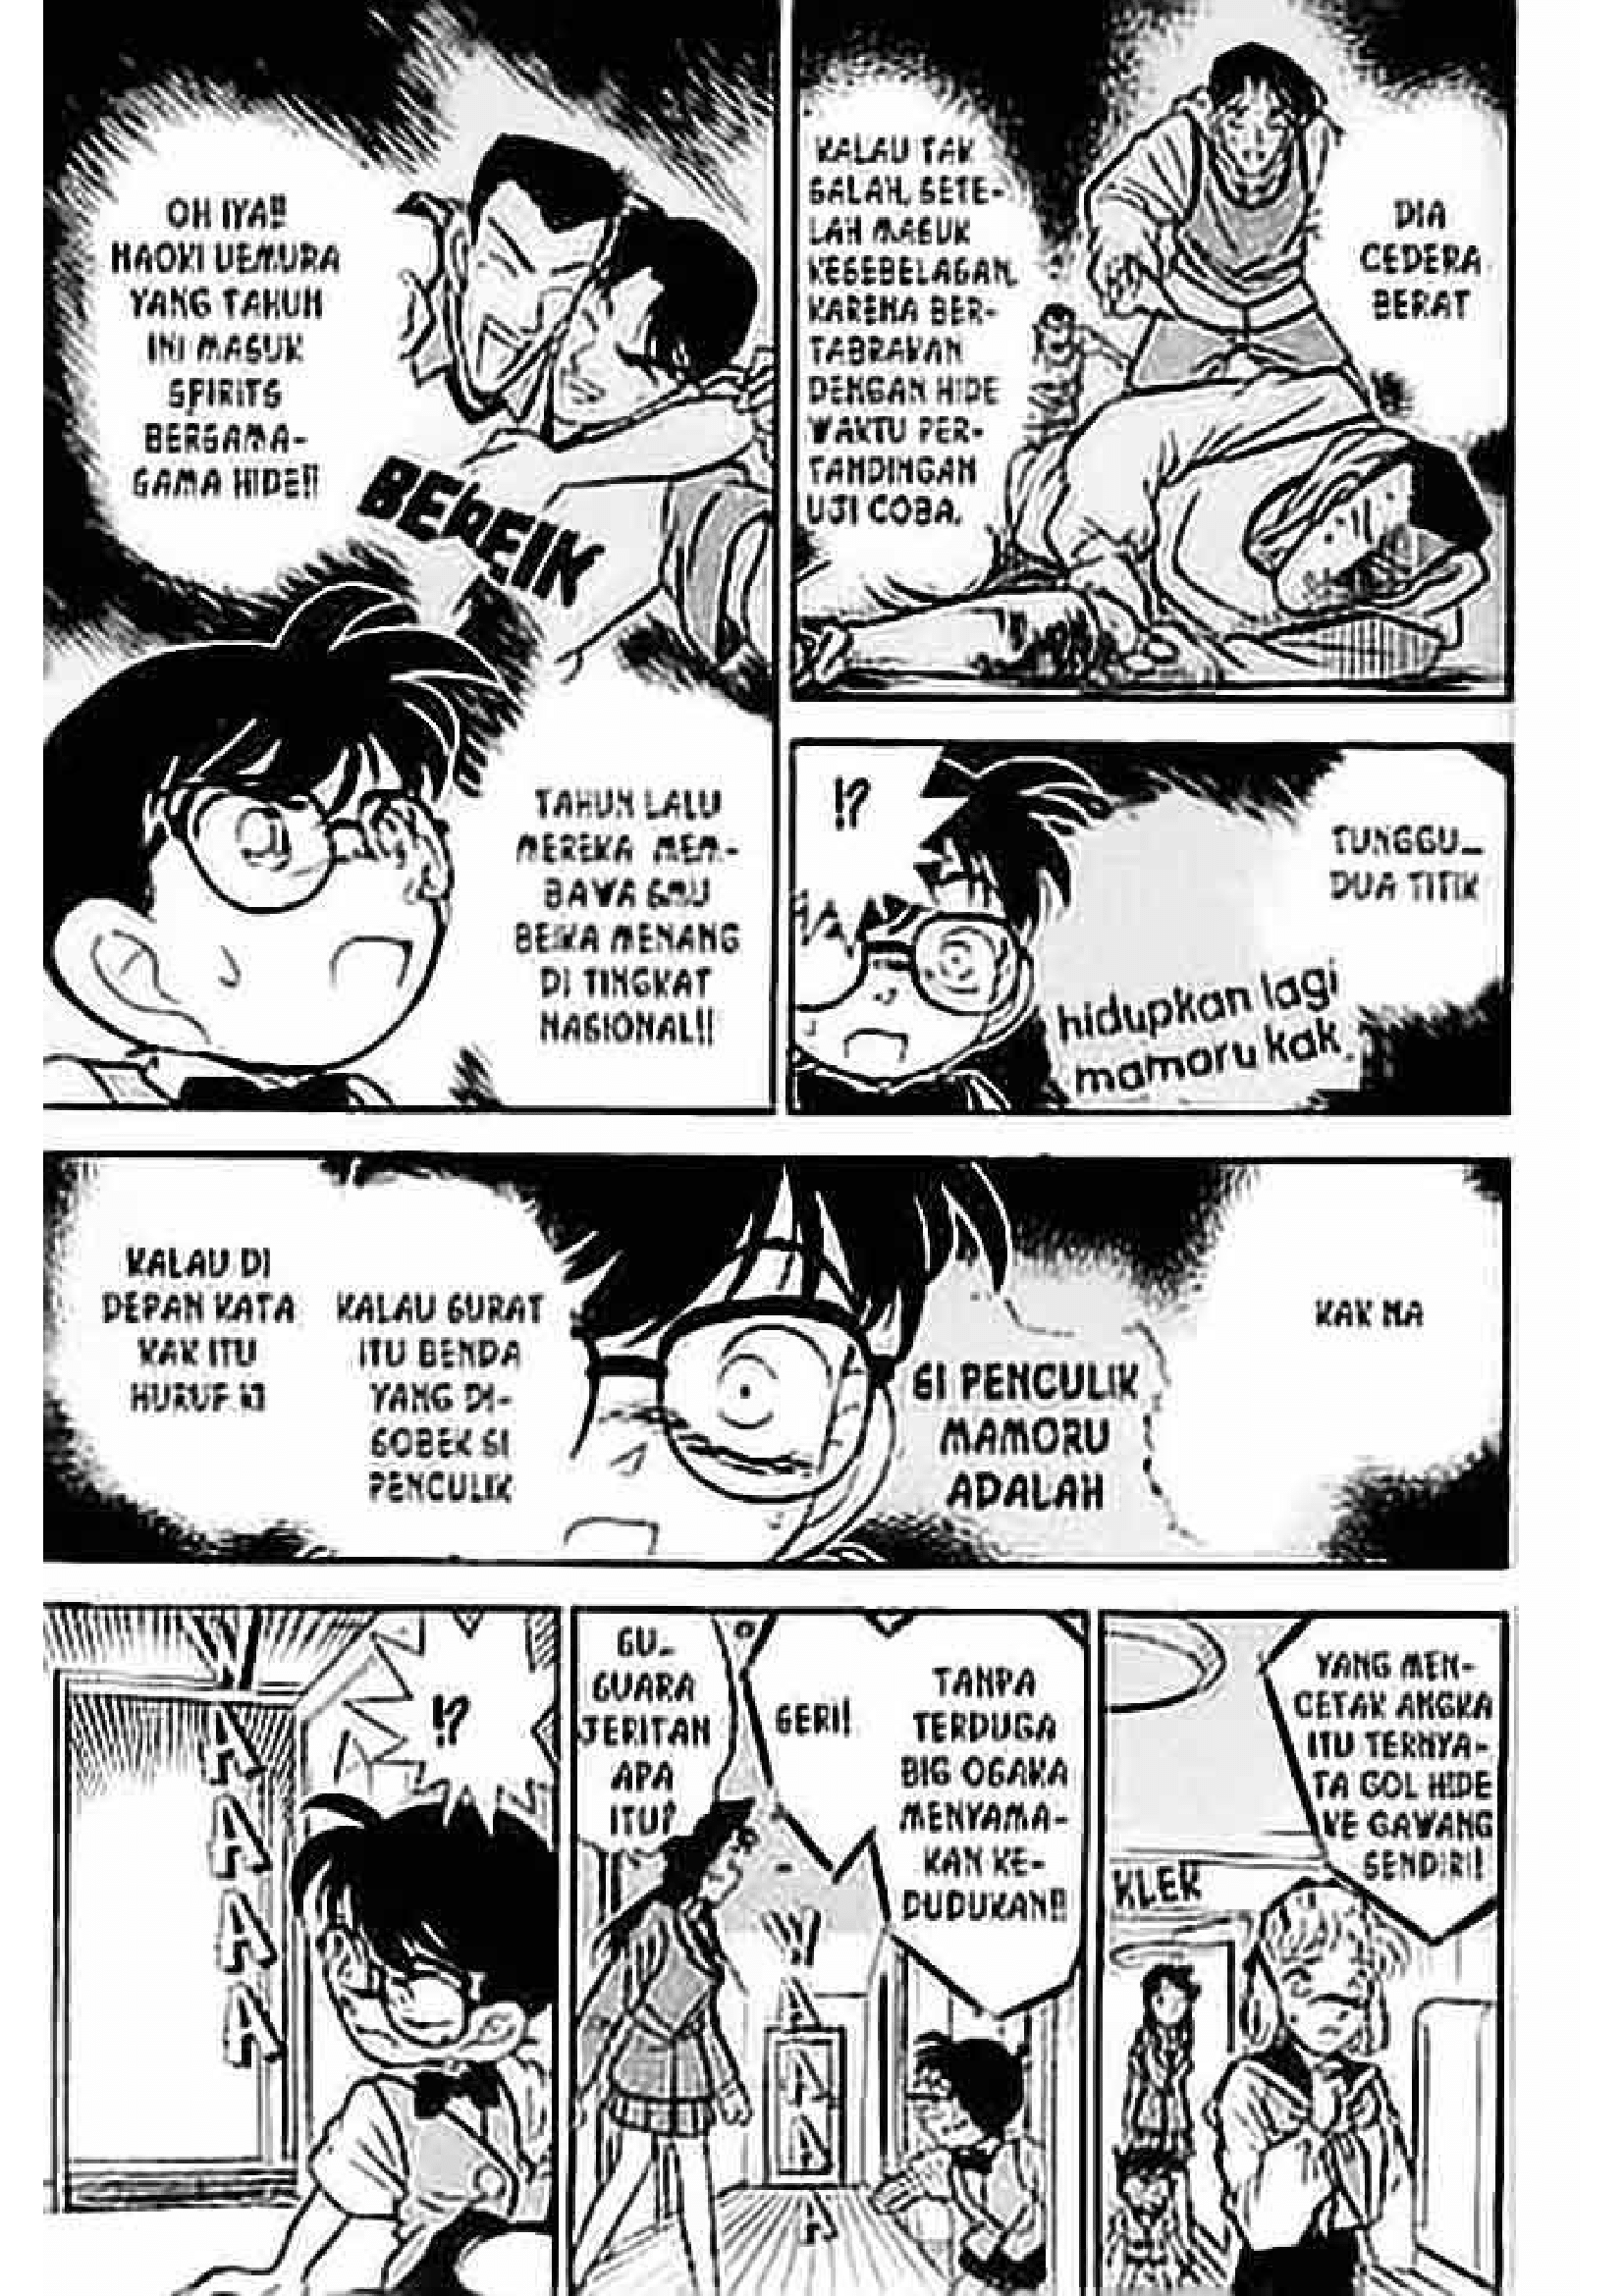 OH IYA!!
NAOKI UEMURA
YANG TAHUN
INI MASUK
SPIRITS
BERSAMA-
SAMA HIDE!!
BEREIK
TAHUN LALU
MEREKA MEM-
BAWA SMU
BEIKA MENANG
DI TINGKAT
NASIONAL!!
KALAU TAK
SALAH, SETE-
LAH MASUK
KESEBELASAN,
KARENA BER-
TABRAKAN
DENGAN HIDE
WAKTU PER-
TANDINGAN
UJI COBA.
DIA
CEDERA
BERAT
!?
TUNGGU...
DUA TITIK
hidupkan lagi
mamoru kak
KALAU DI
DEPAN KATA
KAK ITU
HURUF KI
KALAU SURAT
ITU BENDA
YANG DI-
SOBEK SI
PENCULIK
SI PENCULIK
MAMORU
ADALAH
KAK NA
!?
WAAAAA
SU...
SUARA
JERITAN
APA
ITU?
SERI!
TANPA
TERDUGA
BIG OSAKA
MENYAMA-
KAN KE-
DUDUKAN!!
WAAAA
YANG MEN-
CETAK ANGKA
ITU TERNYA-
TA GOL HIDE
KE GAWANG
SENDIRI!
KLEK